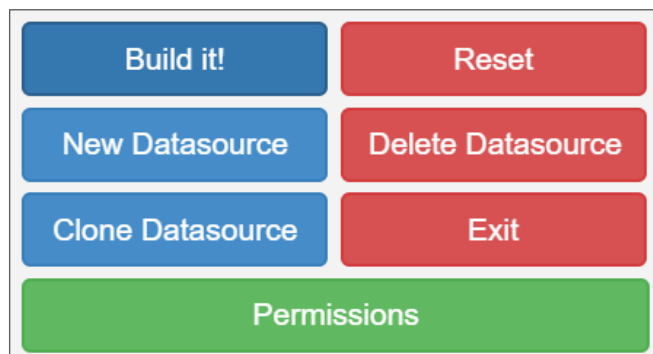 Build it!
Reset
New Datasource
Delete Datasource
Clone Datasource
Exit
Permissions